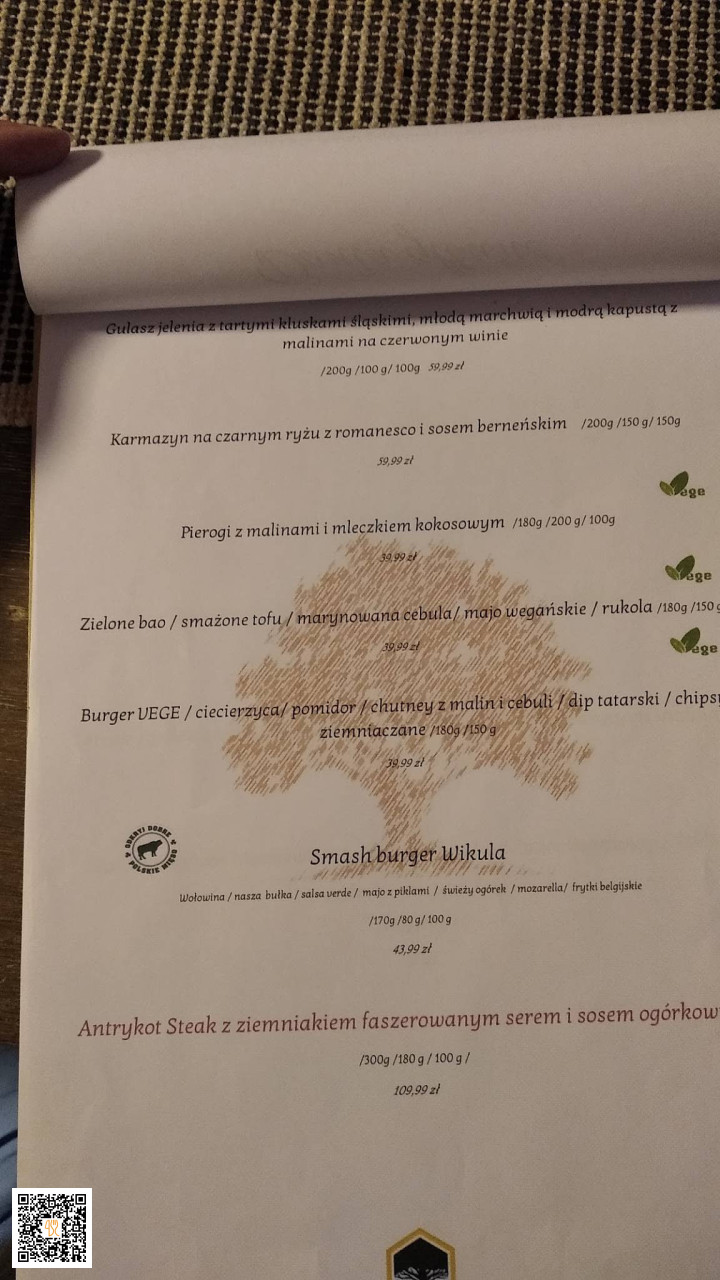 Gulasz jelenia z tartymi kluskami śląskimi, młodą marchwią i modrą kapustą z
malinami na czerwonym winie
/200g /100 g/ 100g 59,99 zł
Karmazyn na czarnym ryżu z romanesco i sosem berneńskim /200g /150 g/ 150g
59,99 zł
Vege
Pierogi z malinami i mleczkiem kokosowym /180g /200 g/ 100g
39,99 zł
Vege
Zielone bao / smażone tofu / marynowana cebula/ majo wegańskie / rukola /180g /150 g
39,99 zł
Vege
Burger VEGE / ciecierzyca/ pomidor / chutney z malin i cebuli / dip tatarski / chipsy
ziemniaczane /180g /150 g
39,99 zł
ODKRYJ DOBRE
POLSKIE MIĘSO
Smash burger Wikula
Wołowina / nasza bułka / salsa verde / majo z piklami / świeży ogórek / mozarella/ frytki belgijskie
/170g /80 g/ 100 g
43,99 zł
Antrykot Steak z ziemniakiem faszerowanym serem i sosem ogórkow
/300g /180 g / 100 g /
109,99 zł